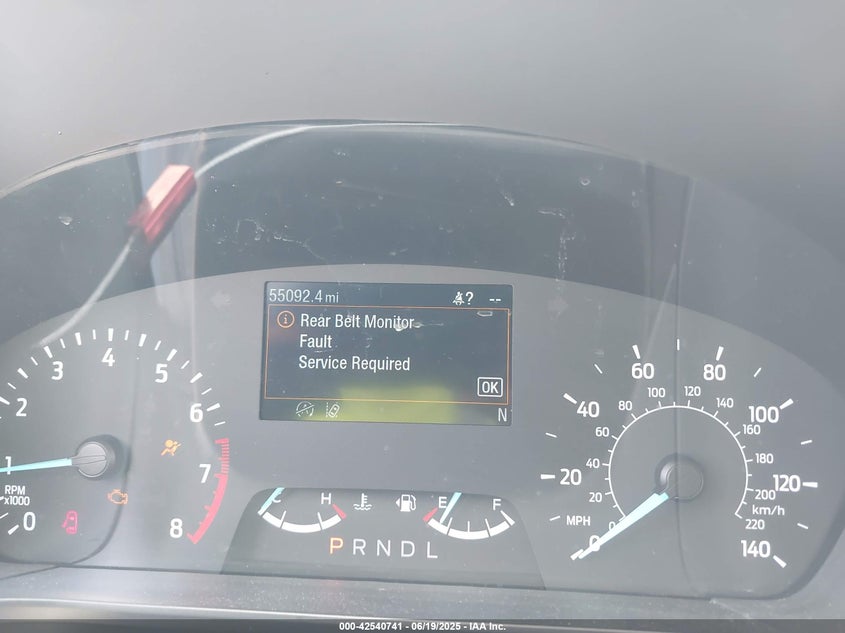 55092.4 mi ? --
Rear Belt Monitor
Fault
Service Required
OK
N
0 1 2 3 4 5 6 7 8
RPM
x1000
C H
E F
P R N D L
0 20 40 60 80 100 120 140
MPH
0 20 40 60 80 100 120 140 160 180 200 220
km/h
000-42540741 - 06/19/2025 - IAA Inc.